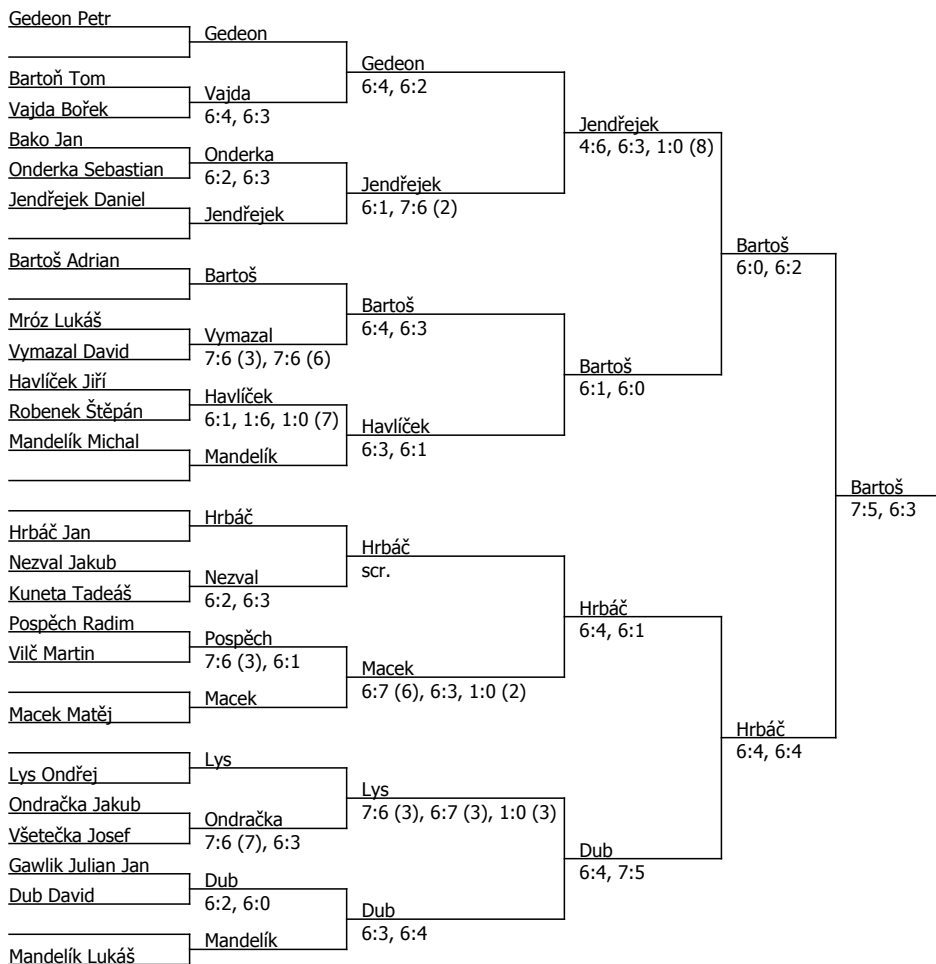 Gedeon Petr
Bartoň Tom
Vajda Bořek
Bako Jan
Onderka Sebastian
Jendřejek Daniel
Bartoš Adrian
Mróz Lukáš
Vymazal David
Havlíček Jiří
Robenek Štěpán
Mandelík Michal
Hrbáč Jan
Nezval Jakub
Kuneta Tadeáš
Pospěch Radim
Vilč Martin
Macek Matěj
Lys Ondřej
Ondračka Jakub
Všetečka Josef
Gawlik Julian Jan
Dub David
Mandelík Lukáš
Gedeon
Vajda
6:4, 6:3
Onderka
6:2, 6:3
Jendřejek
Bartoš
Vymazal
7:6 (3), 7:6 (6)
Havlíček
6:1, 1:6, 1:0 (7)
Mandelík
Hrbáč
Nezval
6:2, 6:3
Pospěch
7:6 (3), 6:1
Macek
Lys
Ondračka
7:6 (7), 6:3
Dub
6:2, 6:0
Mandelík
Gedeon
6:4, 6:2
Jendřejek
6:1, 7:6 (2)
Bartoš
6:4, 6:3
Havlíček
6:3, 6:1
Hrbáč
scr.
Macek
6:7 (6), 6:3, 1:0 (2)
Lys
7:6 (3), 6:7 (3), 1:0 (3)
Dub
6:3, 6:4
Jendřejek
4:6, 6:3, 1:0 (8)
Bartoš
6:1, 6:0
Hrbáč
6:4, 6:1
Dub
6:4, 7:5
Bartoš
6:0, 6:2
Hrbáč
6:4, 6:4
Bartoš
7:5, 6:3